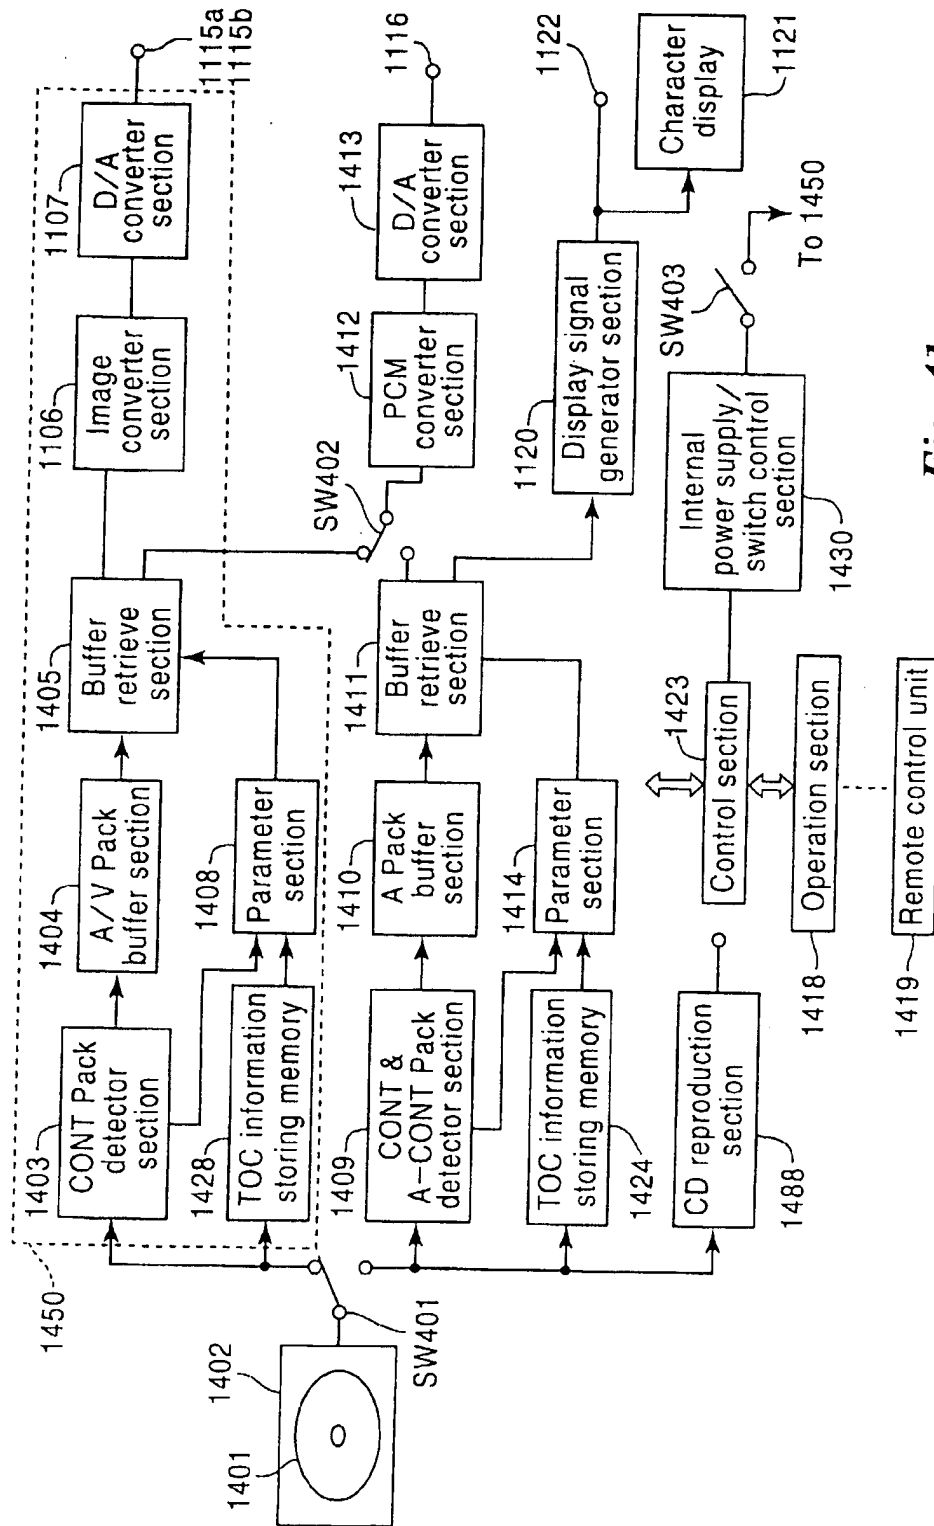 1450
1403
CONT Pack
detector
section
1404
A/V Pack
buffer section
1405
Buffer
retrieve
section
1106
Image
converter
section
1107
D/A
converter
section
1115a
1115b
1428
TOC information
storing memory
1408
Parameter
section
1402
1401
SW401
SW402
1409
CONT &
A-CONT Pack
detector section
1410
A Pack
buffer
section
1411
Buffer
retrieve
section
1412
PCM
converter
section
1413
D/A
converter
section
1116
1424
TOC information
storing memory
1414
Parameter
section
1120
Display signal
generator section
1122
Character
display
1121
1488
CD reproduction
section
1423
Control section
1430
Internal
power supply/
switch control
section
SW403
To 1450
1418
Operation section
1419
Remote control unit